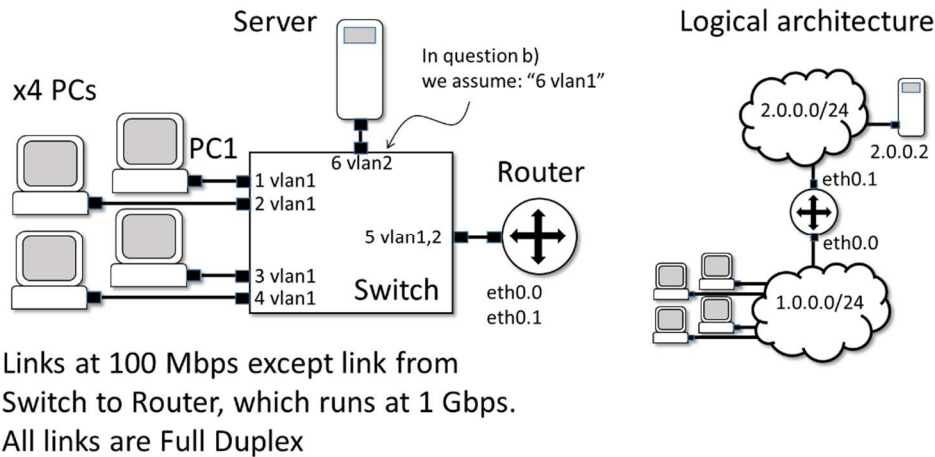 Server
Logical architecture
In question b)
we assume: “6 vlan1”
x4 PCs
2.0.0.0/24
PC1
2.0.0.2
6 vlan2
Router
1 vlan1
eth0.1
2 vlan1
5 vlan1,2
eth0.0
3 vlan1
4 vlan1
Switch
eth0.0
eth0.1
1.0.0.0/24
Links at 100 Mbps except link from
Switch to Router, which runs at 1 Gbps.
All links are Full Duplex